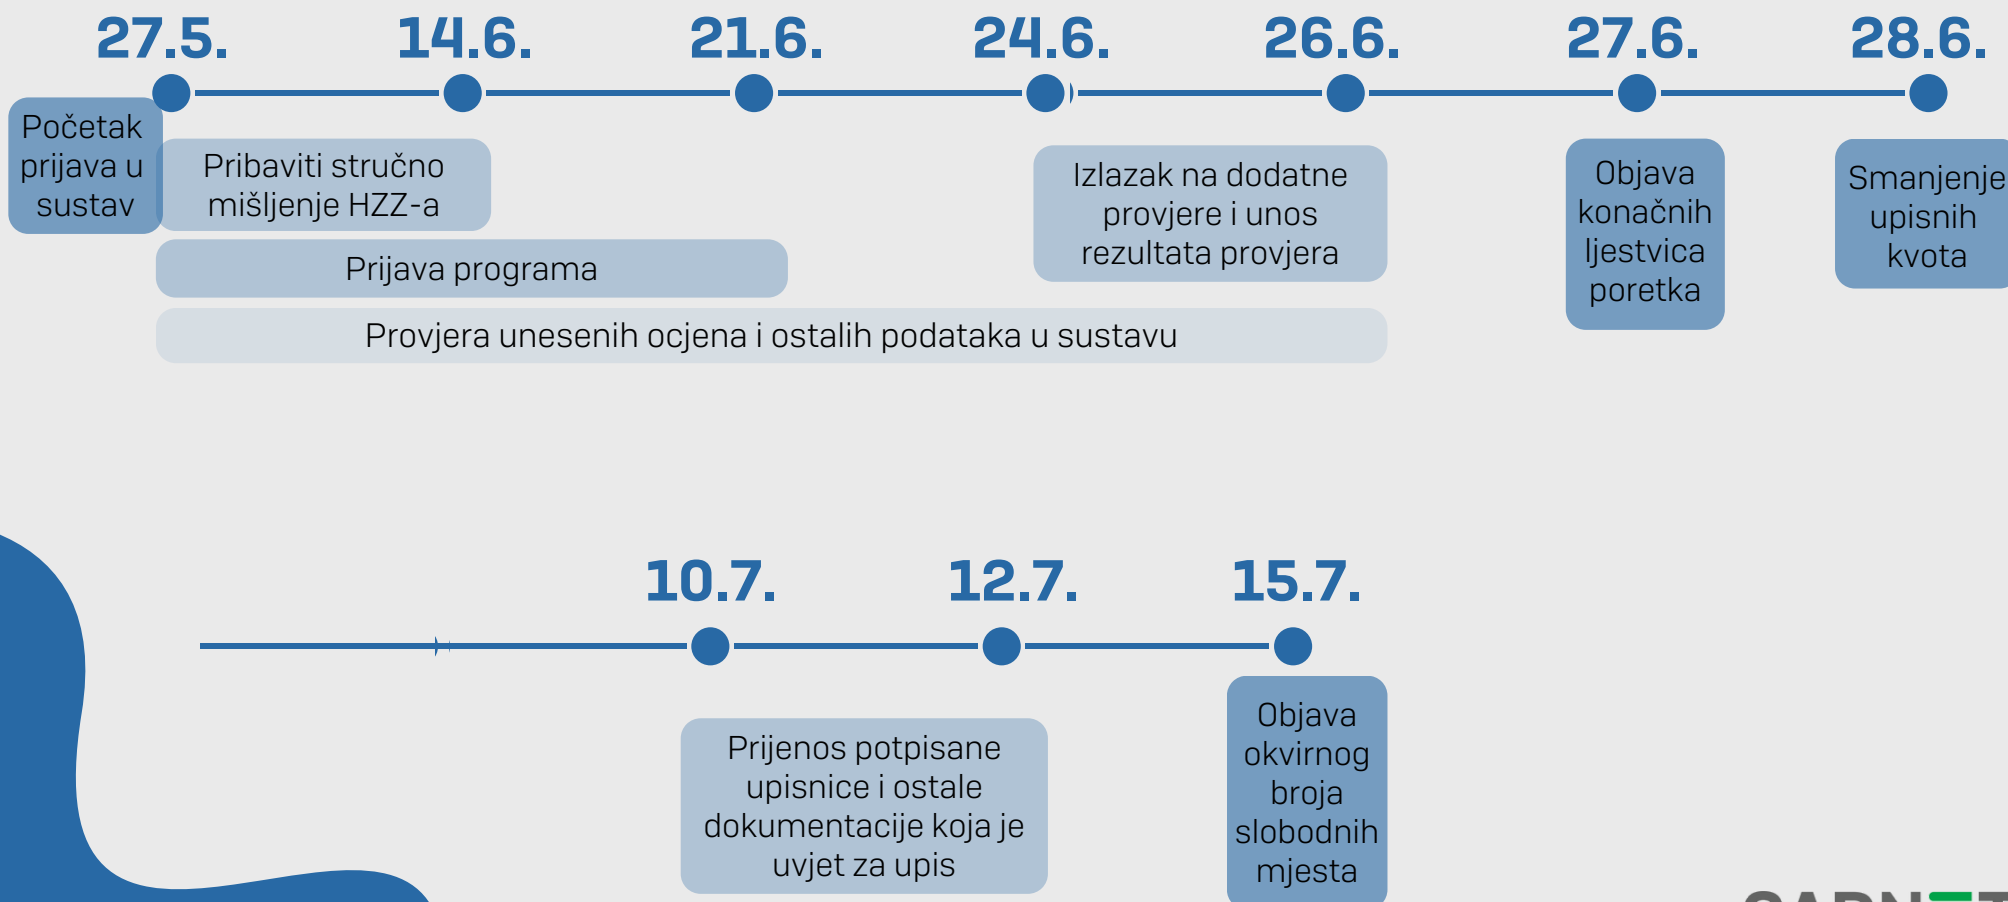 27.5. 14.6. 21.6. 24.6. 26.6. 27.6. 28.6.
Početak
prijava u
sustav
Pribaviti stručno
mišljenje HZZ-a
Prijava programa
Provjera unesenih ocjena i ostalih podataka u sustavu
Izlazak na dodatne
provjere i unos
rezultata provjera
Objava
konačnih
ljestvica
poretka
Smanjenje
upisnih
kvota
10.7. 12.7. 15.7.
Prijenos potpisane
upisnice i ostale
dokumentacije koja je
uvjet za upis
Objava
okvirnog
broja
slobodnih
mjesta
CARNET